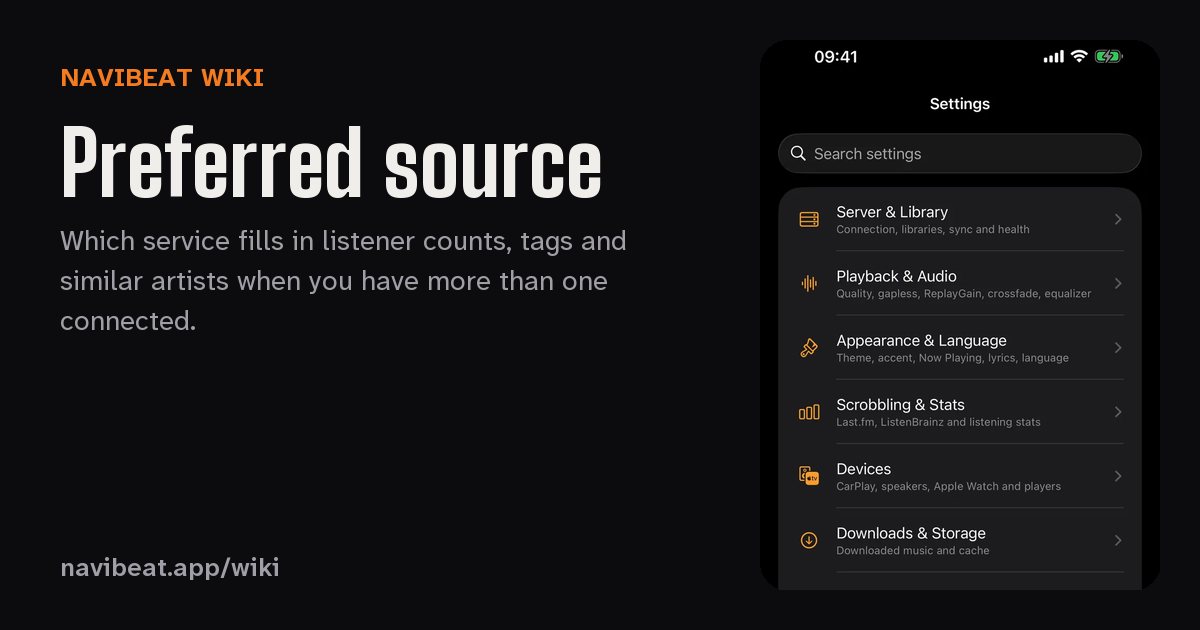 NAVIBEAT WIKI
Preferred source
Which service fills in listener counts, tags and
similar artists when you have more than one
connected.
navibeat.app/wiki
09:41
Settings
Search settings
Server & Library
Connection, libraries, sync and health
Playback & Audio
Quality, gapless, ReplayGain, crossfade, equalizer
Appearance & Language
Theme, accent, Now Playing, lyrics, language
Scrobbling & Stats
Last.fm, ListenBrainz and listening stats
Devices
CarPlay, speakers, Apple Watch and players
Downloads & Storage
Downloaded music and cache